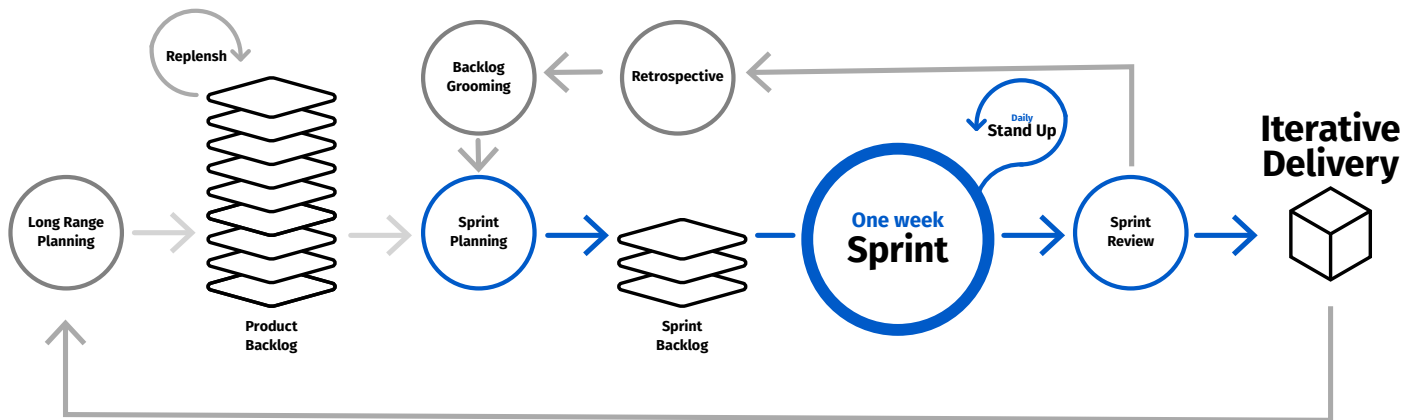 Replensh
Backlog
Grooming
Retrospective
Daily
Stand Up
Iterative
Delivery
Long Range
Planning
Sprint
Planning
One week
Sprint
Sprint
Review
Product
Backlog
Sprint
Backlog